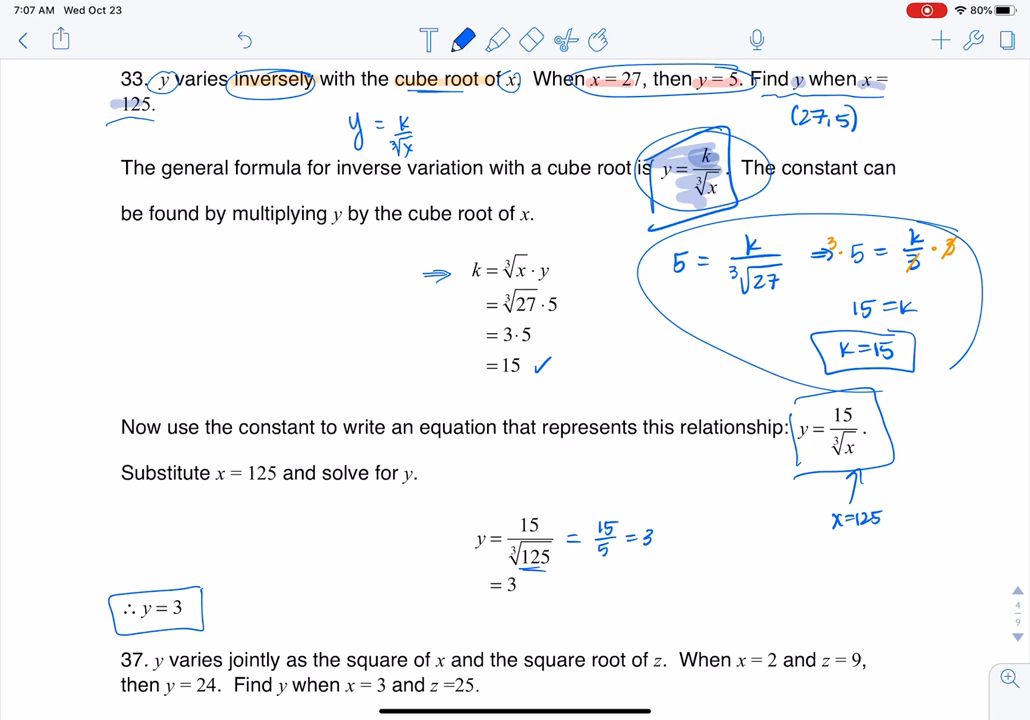 7:07 AM Wed Oct 23
80%
33. y varies inversely with the cube root of x. When x = 27, then y = 5. Find y when x =
125.
(27,5)
y = k/∛x
The general formula for inverse variation with a cube root is y = k/∛x. The constant can
be found by multiplying y by the cube root of x.
5 = k/∛27 ⇒ 3·5 = k/3 · 3
15 = k
k = 15
⇒ k = ∛x · y
= ∛27 · 5
= 3·5
= 15 ✓
Now use the constant to write an equation that represents this relationship: y = 15/∛x.
Substitute x = 125 and solve for y.
x=125
y = 15/∛125 = 15/5 = 3
= 3
∴ y = 3
4
9
37. y varies jointly as the square of x and the square root of z. When x = 2 and z = 9,
then y = 24. Find y when x = 3 and z =25.